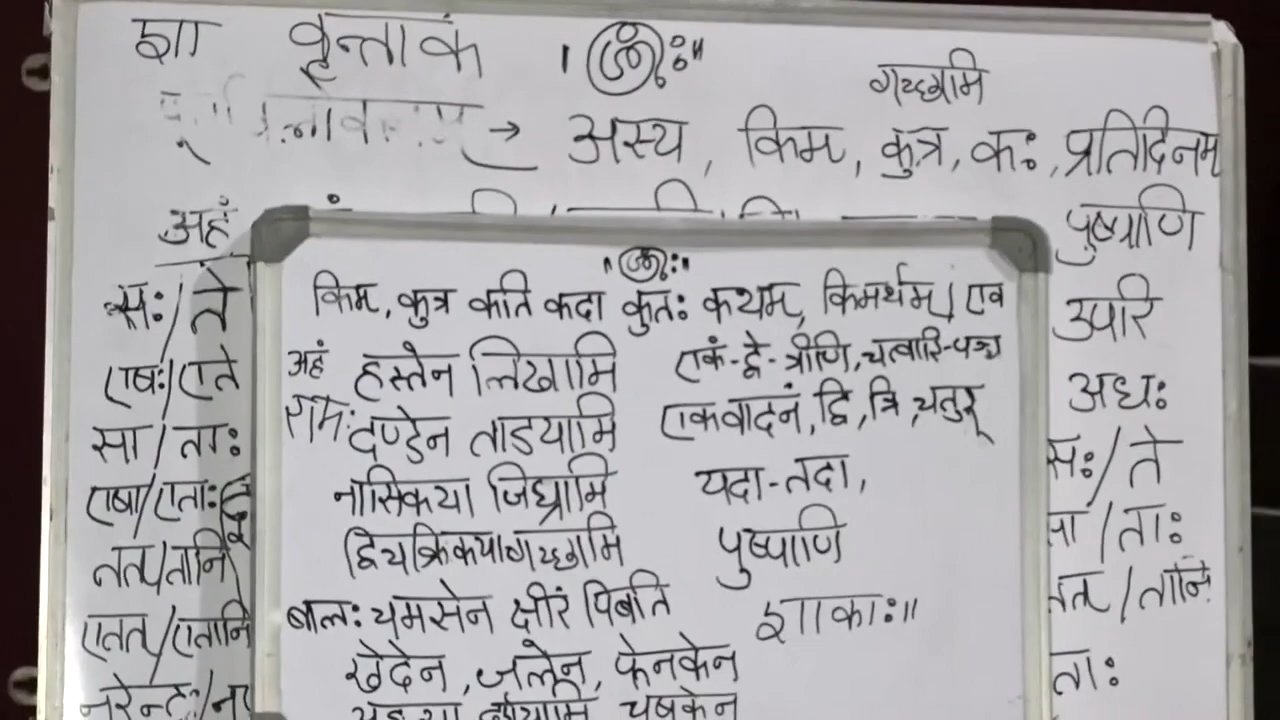 ज्ञा वृन्ताकं ।ॐः॥
गच्छामि
→ अस्य, किम, कुत्र, कः, प्रतिदिनम
अहं
पुष्पाणि
सः/ते
उपरि
एषः/एते
अधः
सा/ताः
सः/ते
एषा/एताः
सा/ताः
तत/तानि
तत/तानि
एतत/एतानि
ताः
॥ॐः॥
किम, कुत्र कति कदा कुतः कथम, किमर्थम। एव
अहं हस्तेन लिखामि
एकं-द्वे-त्रीणि, चत्वारि-पञ्च
रामः दण्डेन ताडयामि
एकवादनं, द्वि, त्रि, चतुर्
नासिकया जिघ्रामि
यदा-तदा,
द्विचक्रिकया गच्छामि
पुष्पाणि
बालः चमसेन क्षीरं पिबति
शाकाः॥
खेदेन, जलेन, फेनकेन
चषकेन